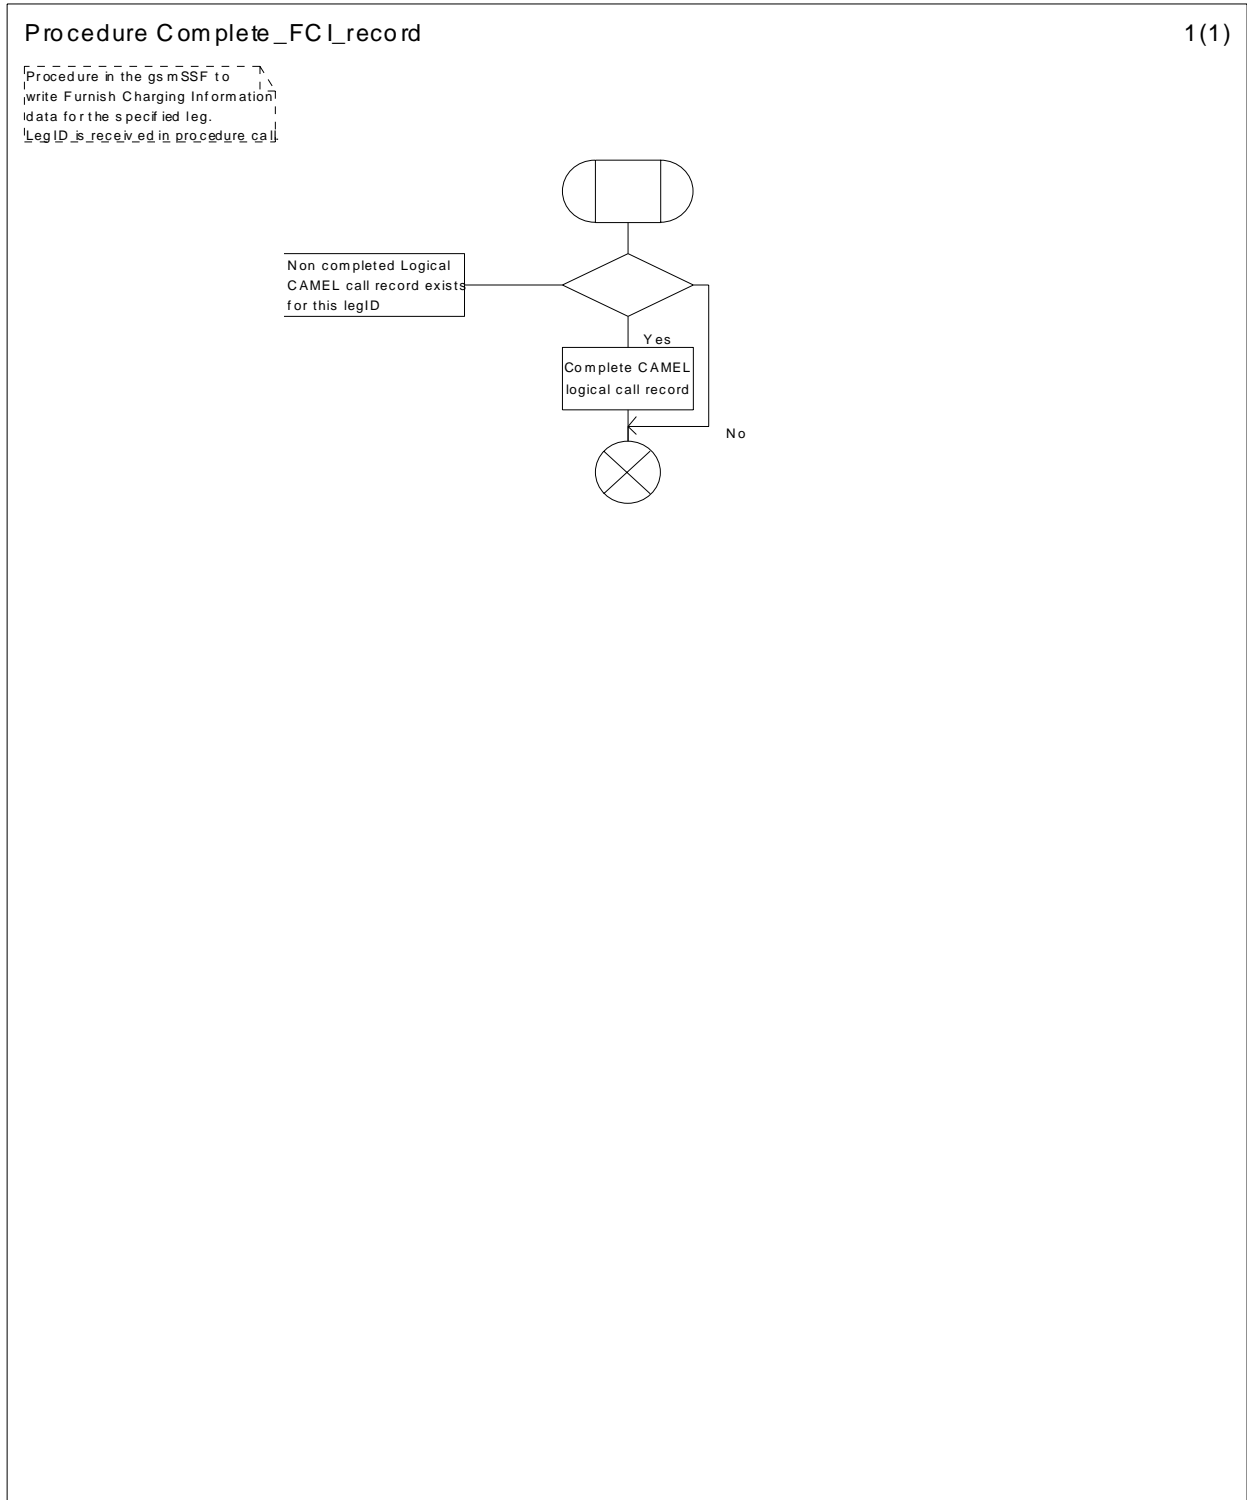 Procedure Complete_FCI_record
1(1)
Procedure in the gsmSSF to
write Furnish Charging Information
data for the specified leg.
LegID is received in procedure call.
Non completed Logical
CAMEL call record exists
for this legID
Yes
Complete CAMEL
logical call record
No